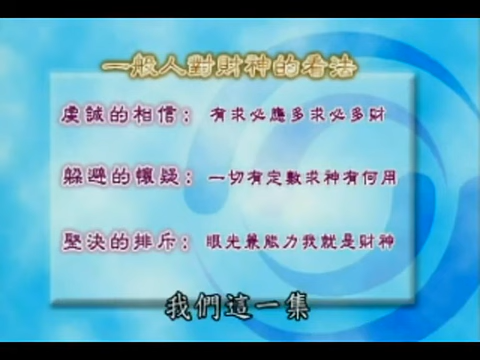 一般人對財神的看法
虔誠的相信：有求必應多求必多財
躲避的懷疑：一切有定數求神有何用
堅決的排斥：眼光兼能力我就是財神
我們這一集